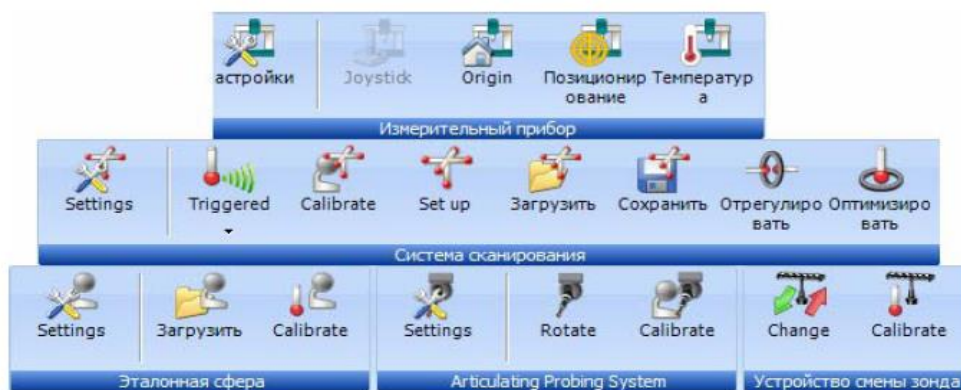 астройки Joystick Origin Позиционир Температур
ование а
Измерительный прибор
Settings Triggered Calibrate Set up Загрузить Сохранить Отрегулиро Оптимизиро
вать вать
Система сканирования
Settings Загрузить Calibrate Settings Rotate Calibrate Change Calibrate
Эталонная сфера Articulating Probing System Устройство смены зонда